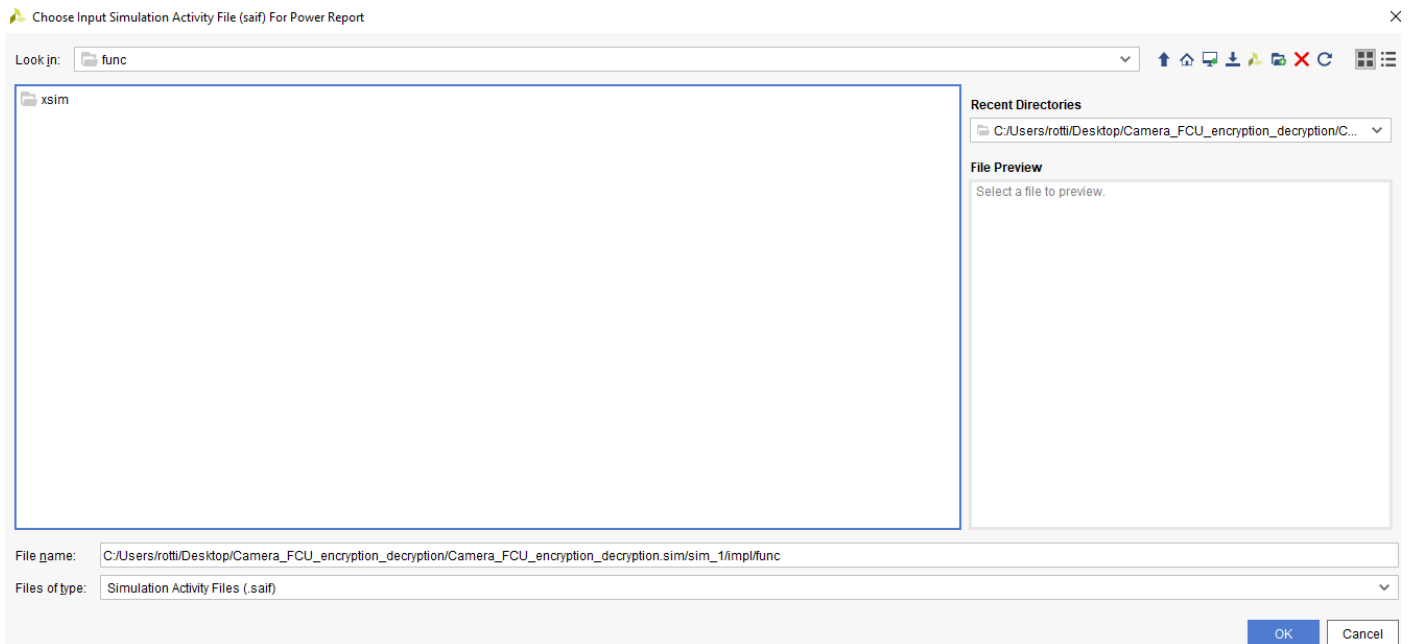 Choose Input Simulation Activity File (saif) For Power Report
Look in: func
xsim
Recent Directories
C:/Users/rotti/Desktop/Camera_FCU_encryption_decryption/C...
File Preview
Select a file to preview.
File name: C:/Users/rotti/Desktop/Camera_FCU_encryption_decryption/Camera_FCU_encryption_decryption.sim/sim_1/impl/func
Files of type: Simulation Activity Files (.saif)
OK Cancel